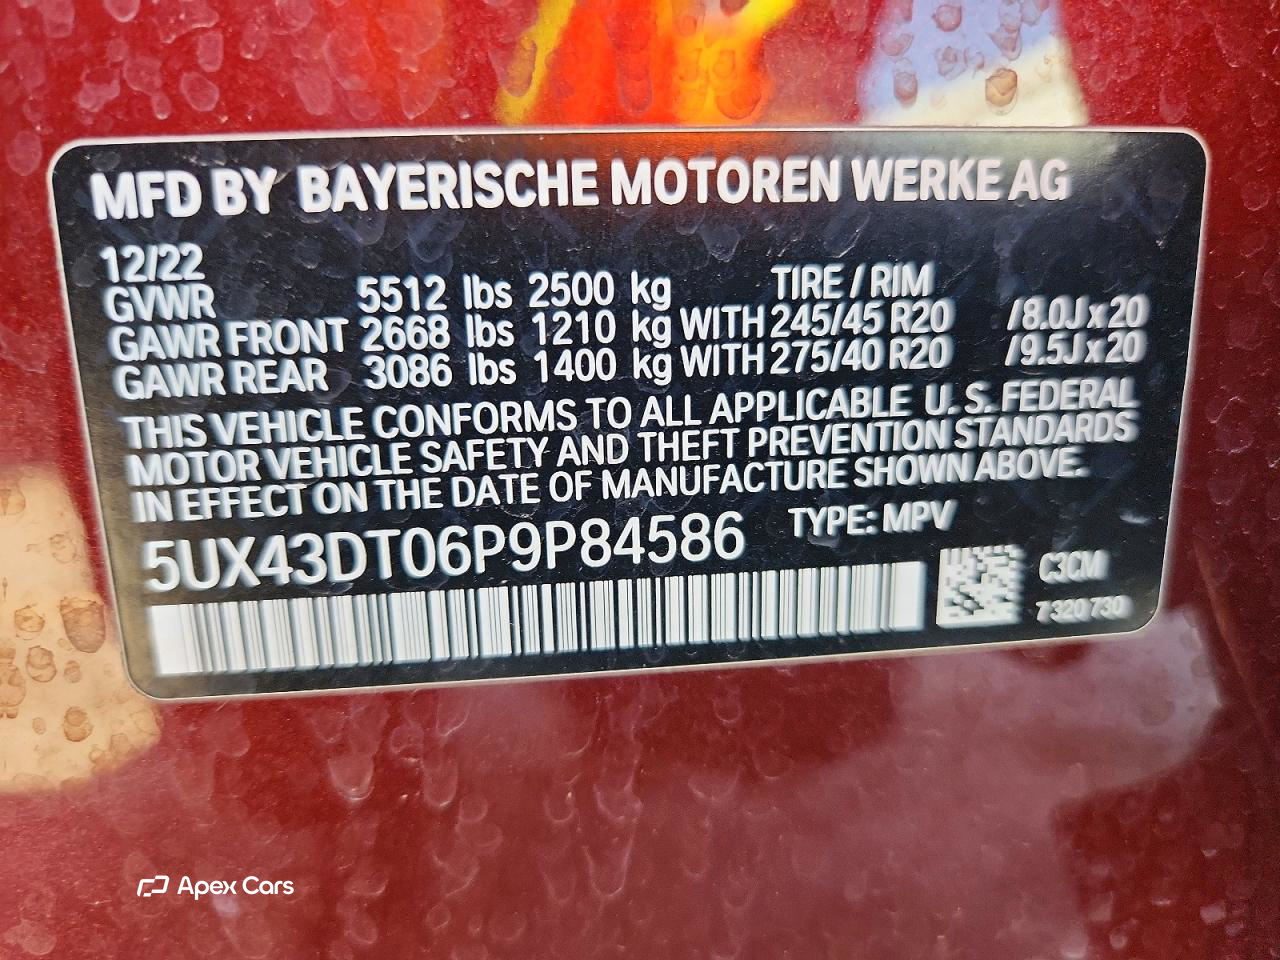 MFD BY BAYERISCHE MOTOREN WERKE AG
12/22
GVWR 5512 lbs 2500 kg TIRE / RIM
GAWR FRONT 2668 lbs 1210 kg WITH 245/45 R20 /8.0J x 20
GAWR REAR 3086 lbs 1400 kg WITH 275/40 R20 /9.5J x 20
THIS VEHICLE CONFORMS TO ALL APPLICABLE U. S. FEDERAL
MOTOR VEHICLE SAFETY AND THEFT PREVENTION STANDARDS
IN EFFECT ON THE DATE OF MANUFACTURE SHOWN ABOVE.
5UX43DT06P9P84586 TYPE: MPV
C3CM
7 320 730
Apex Cars